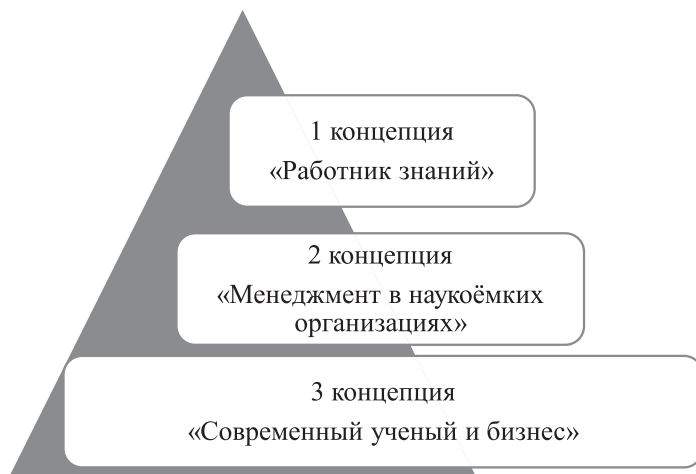 1 концепция
«Работник знаний»
2 концепция
«Менеджмент в наукоёмких
организациях»
3 концепция
«Современный ученый и бизнес»